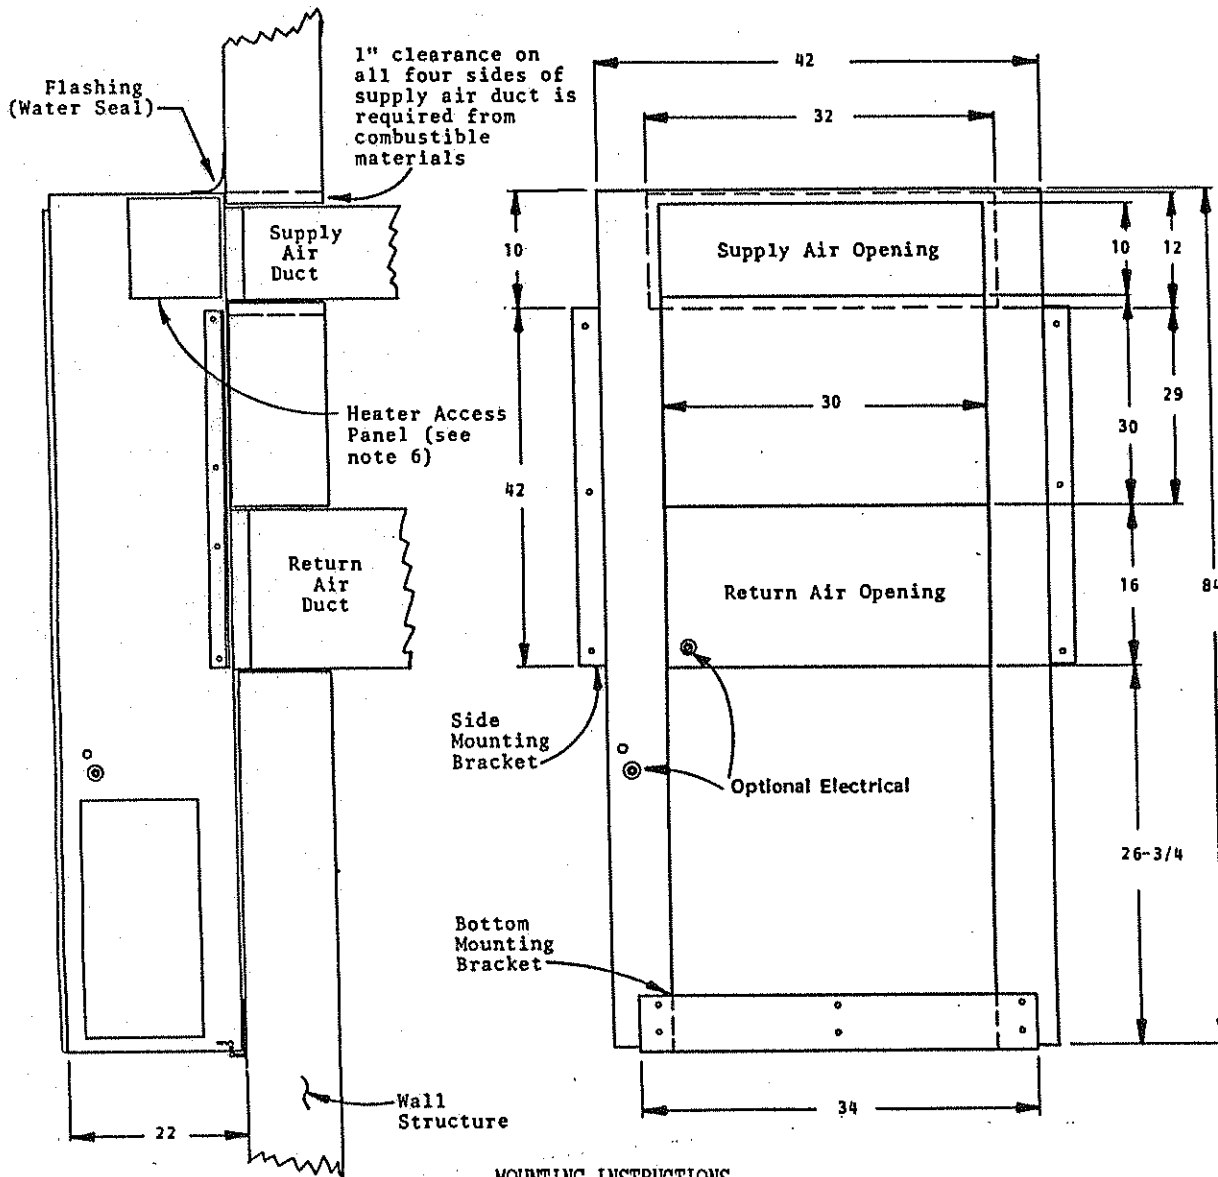 Flashing
(Water Seal)
1" clearance on
all four sides of
supply air duct is
required from
combustible
materials
Supply
Air
Duct
Heater Access
Panel (see
note 6)
Return
Air
Duct
Wall
Structure
22
42
32
10
Supply Air Opening
10
12
30
29
30
42
Return Air Opening
16
84
Side
Mounting
Bracket
Optional Electrical
26-3/4
Bottom
Mounting
Bracket
34
MOUNTING INSTRUCTIONS